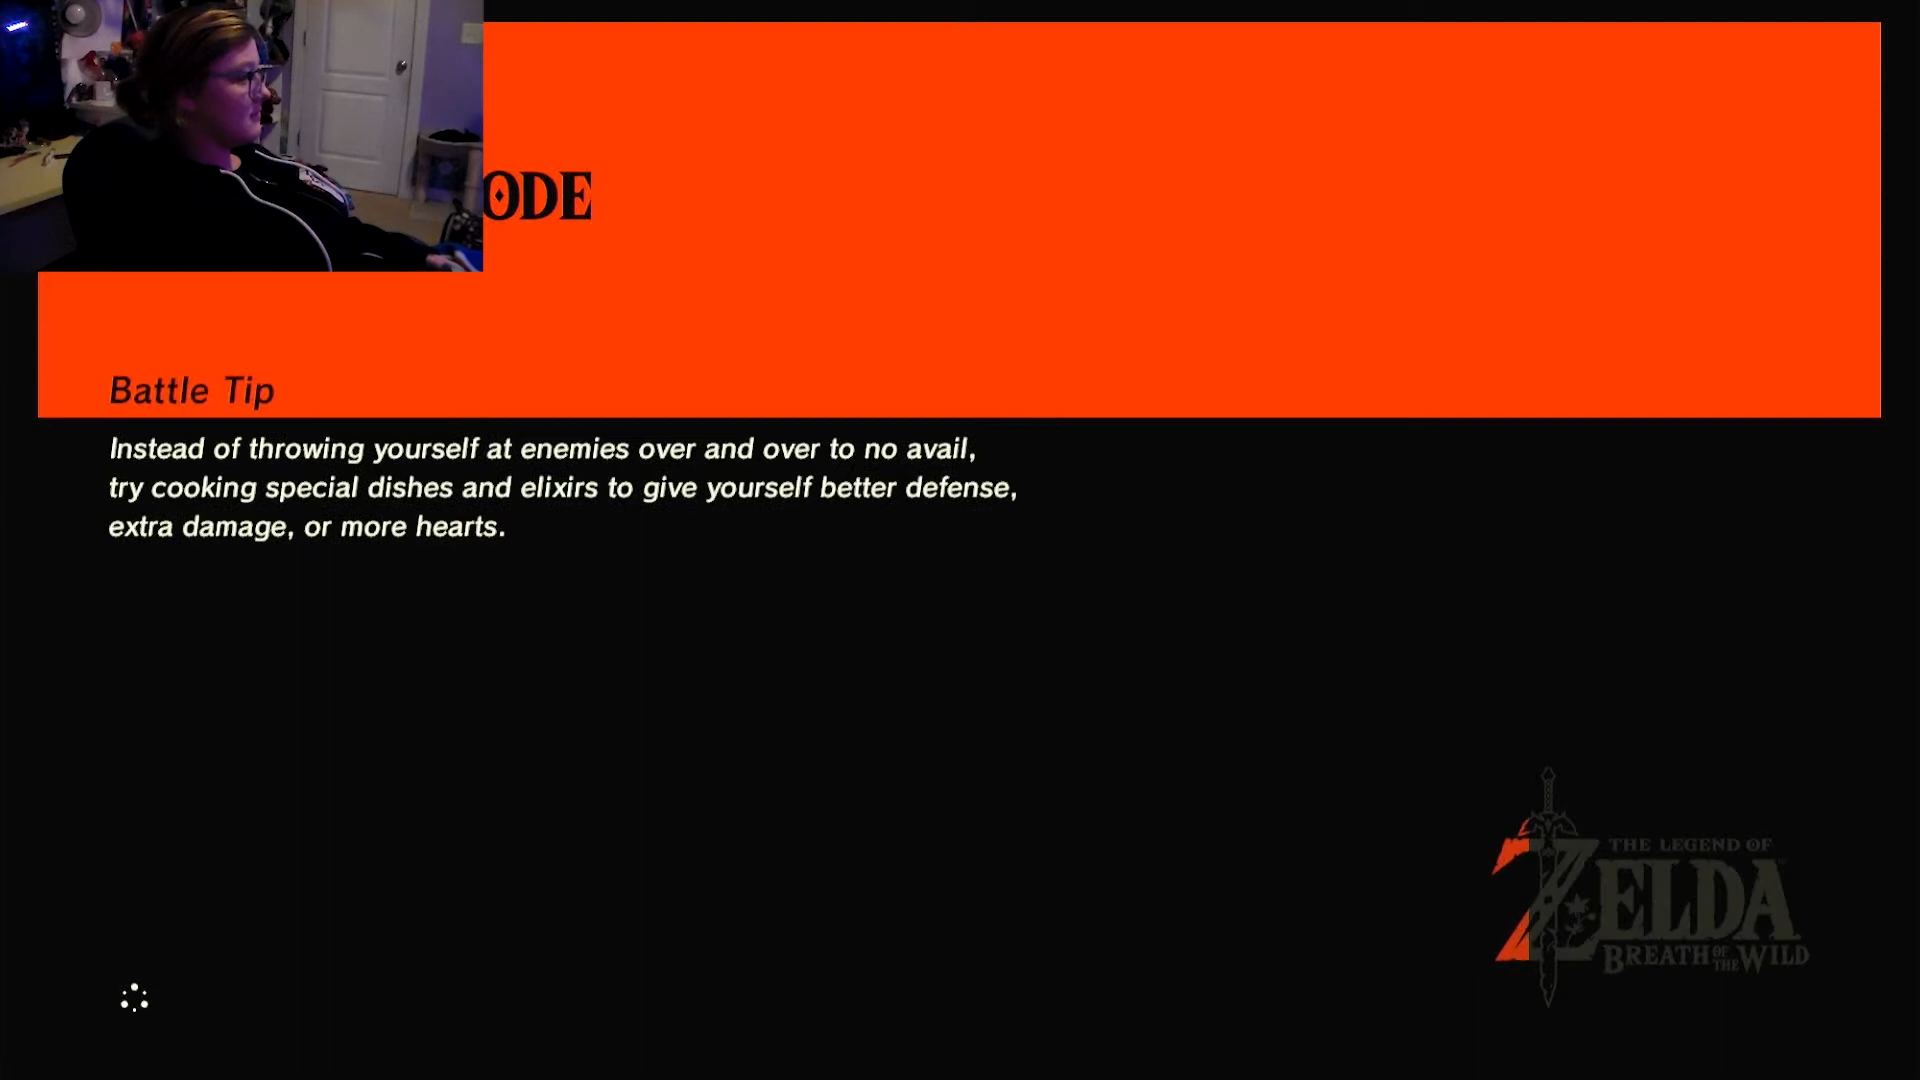 ODE
Battle Tip
Instead of throwing yourself at enemies over and over to no avail,
try cooking special dishes and elixirs to give yourself better defense,
extra damage, or more hearts.
THE LEGEND OF
ZELDA
BREATH OF THE WILD